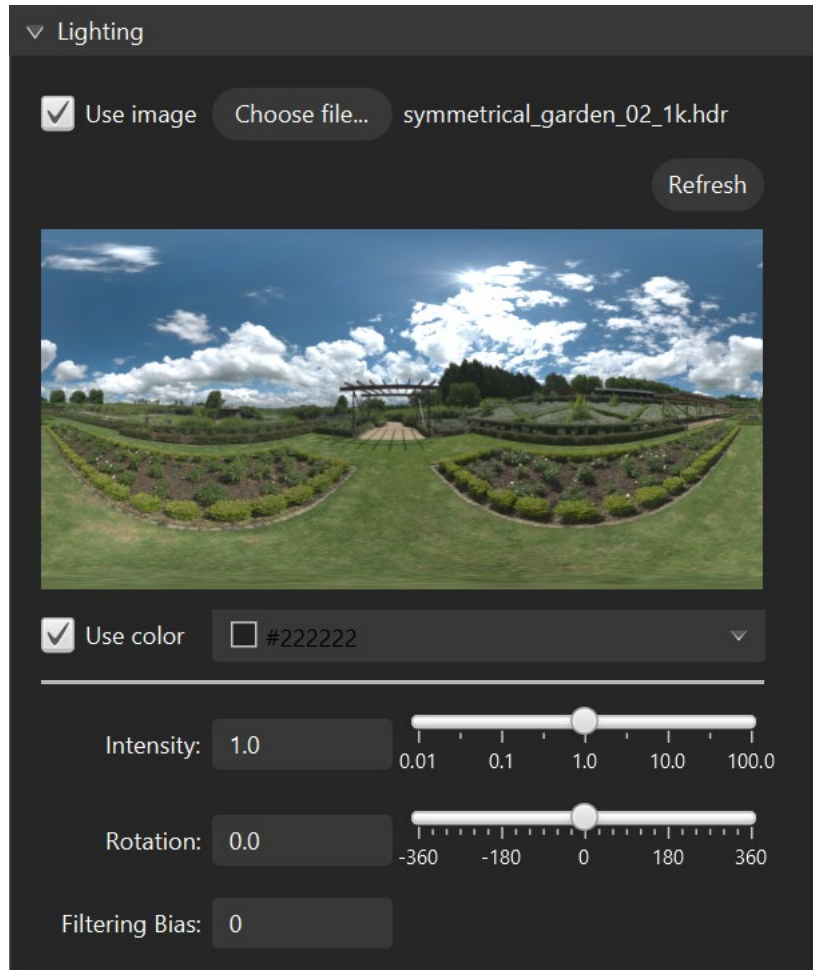 Lighting
Use image Choose file... symmetrical_garden_02_1k.hdr
Refresh
Use color #222222
Intensity: 1.0
0.01 0.1 1.0 10.0 100.0
Rotation: 0.0
-360 -180 0 180 360
Filtering Bias: 0